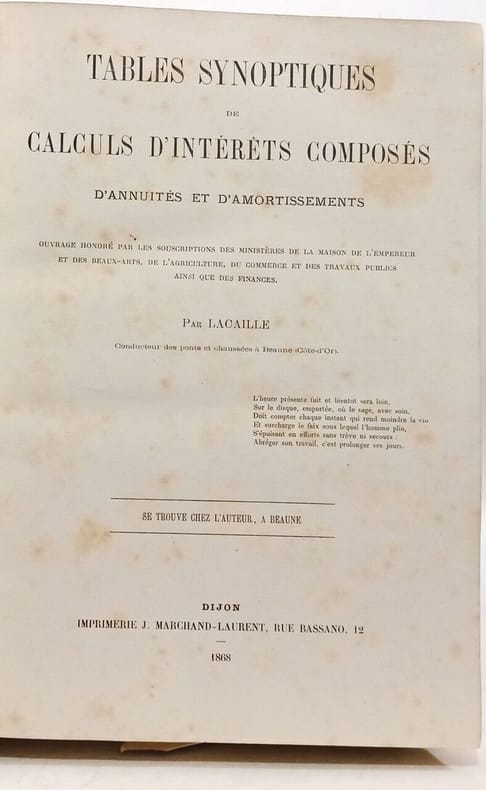 TABLES SYNOPTIQUES
DE
CALCULS D'INTÉRÊTS COMPOSÉS
D'ANNUITÉS ET D'AMORTISSEMENTS
OUVRAGE HONORÉ PAR LES SOUSCRIPTIONS DES MINISTÈRES DE LA MAISON DE L'EMPEREUR
ET DES BEAUX-ARTS, DE L'AGRICULTURE, DU COMMERCE ET DES TRAVAUX PUBLICS
AINSI QUE DES FINANCES.
PAR LACAILLE
Conducteur des ponts et chaussées à Beaune (Côte-d'Or).
L'heure présente fuit et bientôt sera loin,
Sur le disque, emportée, où le sage, avec soin,
Doit compter chaque instant qui rend moindre la vie
Et surcharge le faix sous lequel l'homme plie,
S'épuisant en efforts sans trève ni secours :
Abréger son travail, c'est prolonger ses jours.
SE TROUVE CHEZ L'AUTEUR, A BEAUNE
DIJON
IMPRIMERIE J. MARCHAND-LAURENT, RUE BASSANO, 12
1868